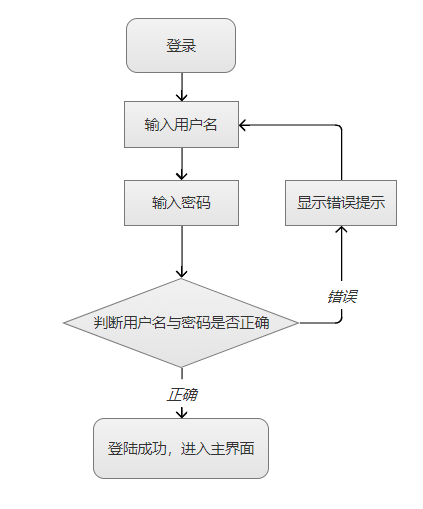 登录
输入用户名
输入密码
显示错误提示
判断用户名与密码是否正确
错误
正确
登陆成功，进入主界面